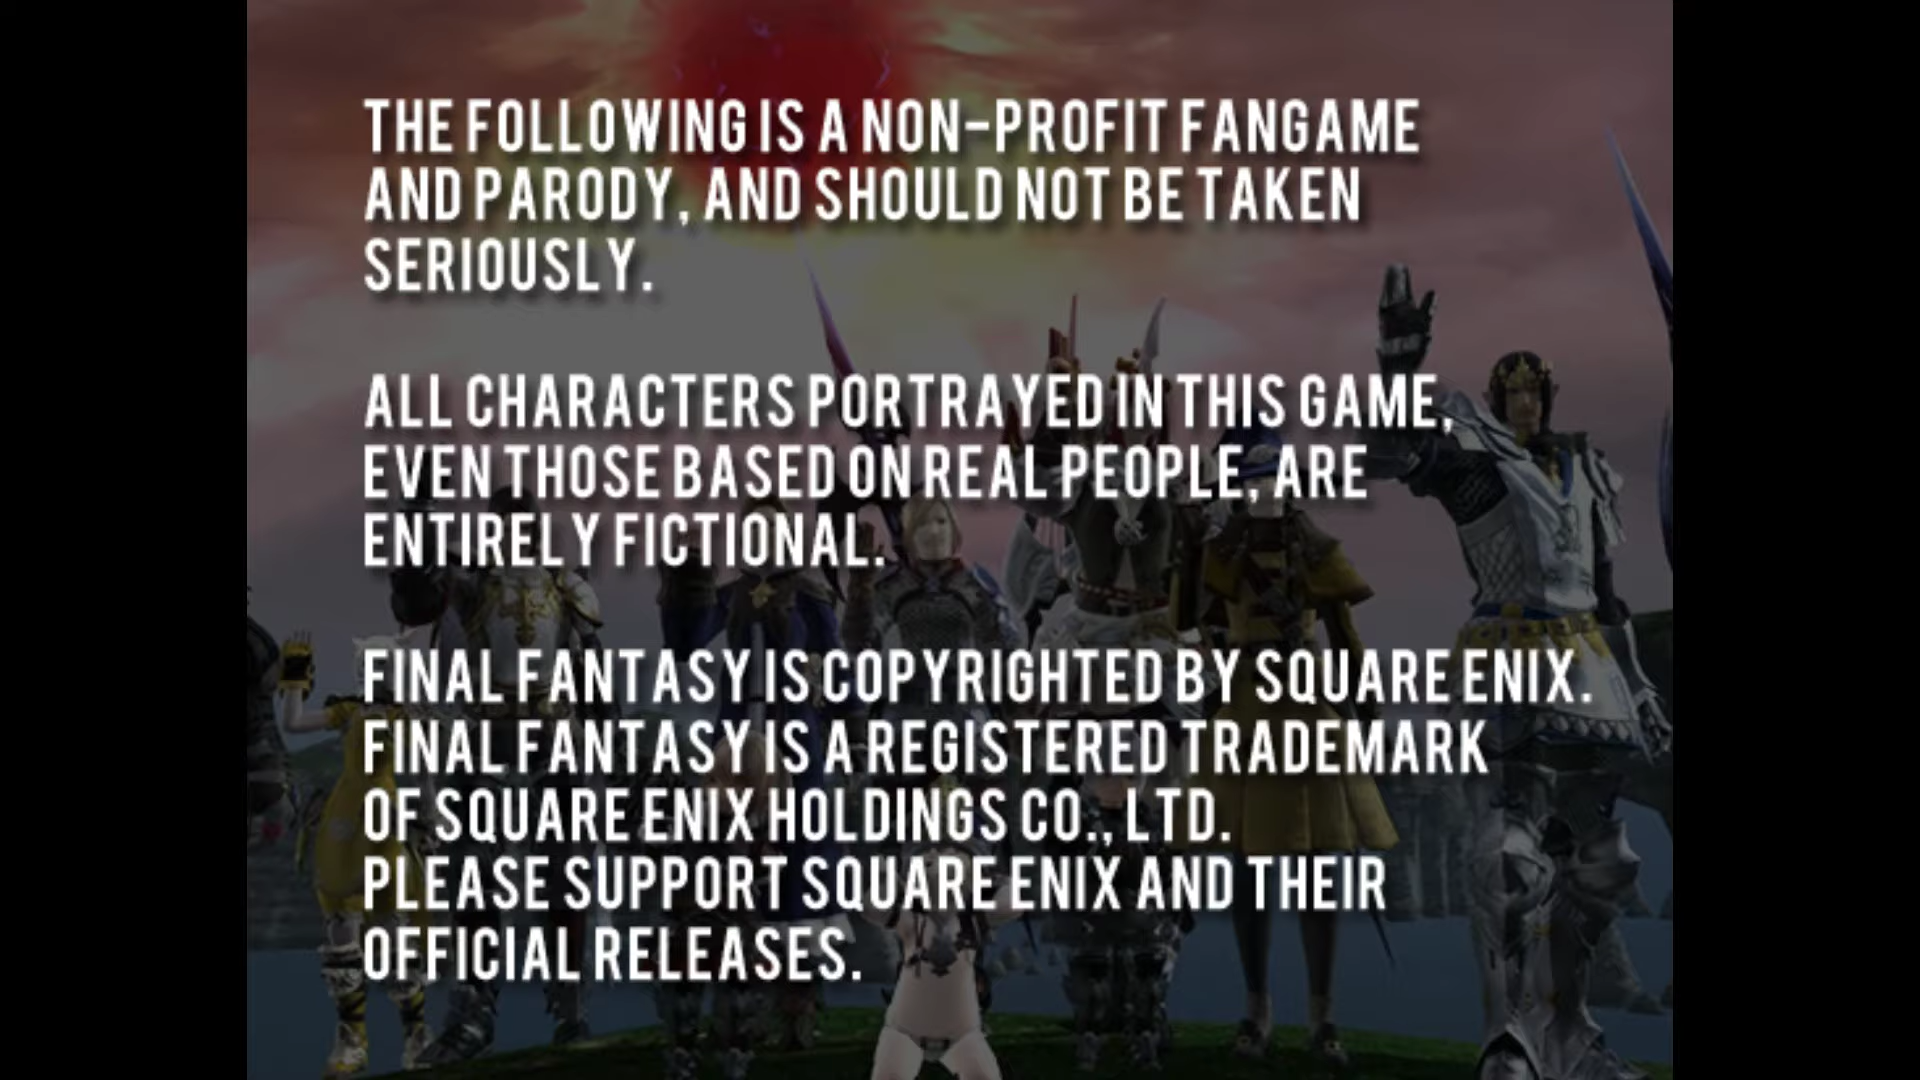 THE FOLLOWING IS A NON-PROFIT FANGAME
AND PARODY, AND SHOULD NOT BE TAKEN
SERIOUSLY.
ALL CHARACTERS PORTRAYED IN THIS GAME,
EVEN THOSE BASED ON REAL PEOPLE, ARE
ENTIRELY FICTIONAL.
FINAL FANTASY IS COPYRIGHTED BY SQUARE ENIX.
FINAL FANTASY IS A REGISTERED TRADEMARK
OF SQUARE ENIX HOLDINGS CO., LTD.
PLEASE SUPPORT SQUARE ENIX AND THEIR
OFFICIAL RELEASES.